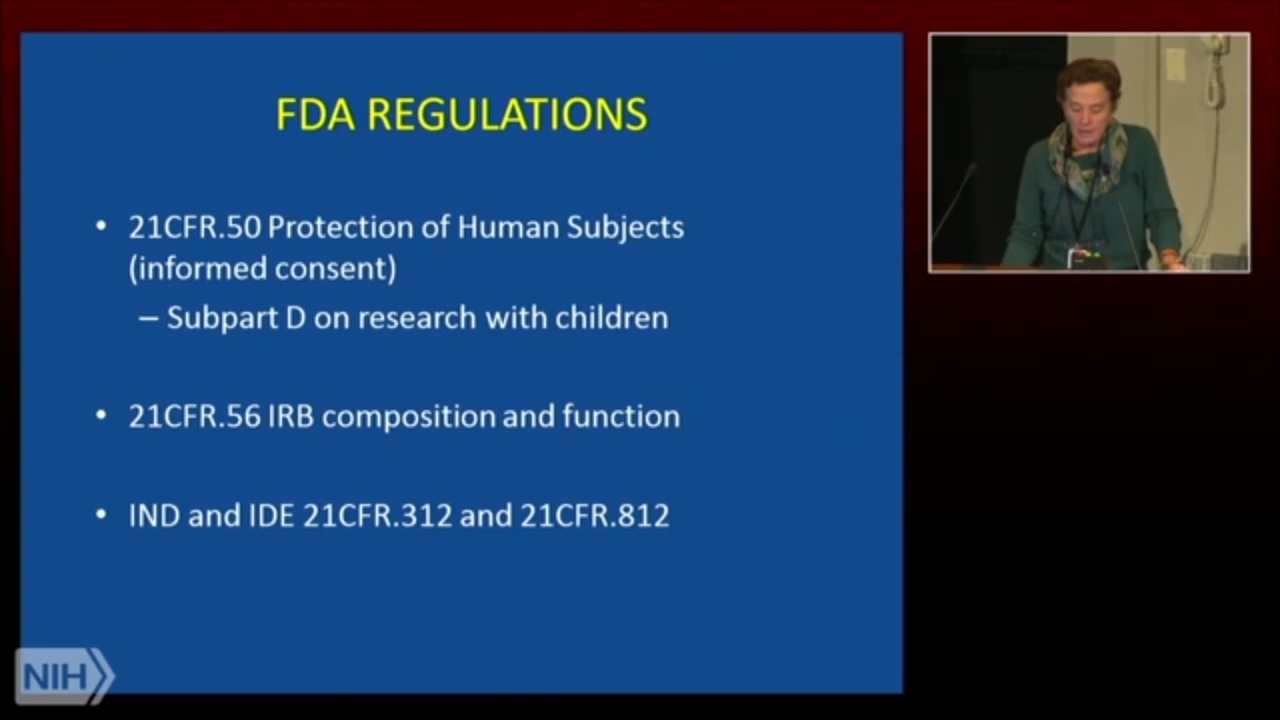 FDA REGULATIONS
• 21CFR.50 Protection of Human Subjects
(informed consent)
– Subpart D on research with children
• 21CFR.56 IRB composition and function
• IND and IDE 21CFR.312 and 21CFR.812
NIH